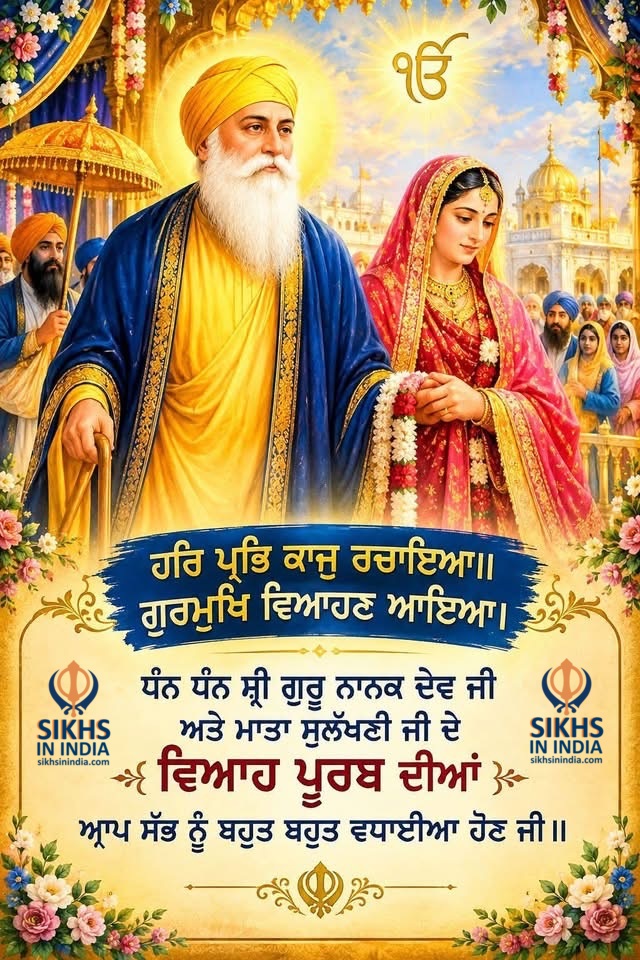 ੴ
ਹਰਿ ਪ੍ਰਭਿ ਕਾਜੁ ਰਚਾਇਆ॥
ਗੁਰਮੁਖਿ ਵਿਆਹਣ ਆਇਆ।
ਧੰਨ ਧੰਨ ਸ਼੍ਰੀ ਗੁਰੂ ਨਾਨਕ ਦੇਵ ਜੀ
ਅਤੇ ਮਾਤਾ ਸੁਲੱਖਣੀ ਜੀ ਦੇ
ਵਿਆਹ ਪੂਰਬ ਦੀਆਂ
ਆਪ ਸੱਭ ਨੂੰ ਬਹੁਤ ਬਹੁਤ ਵਧਾਈਆ ਹੋਣ ਜੀ॥
SIKHS
IN INDIA
sikhsinindia.com
SIKHS
IN INDIA
sikhsinindia.com